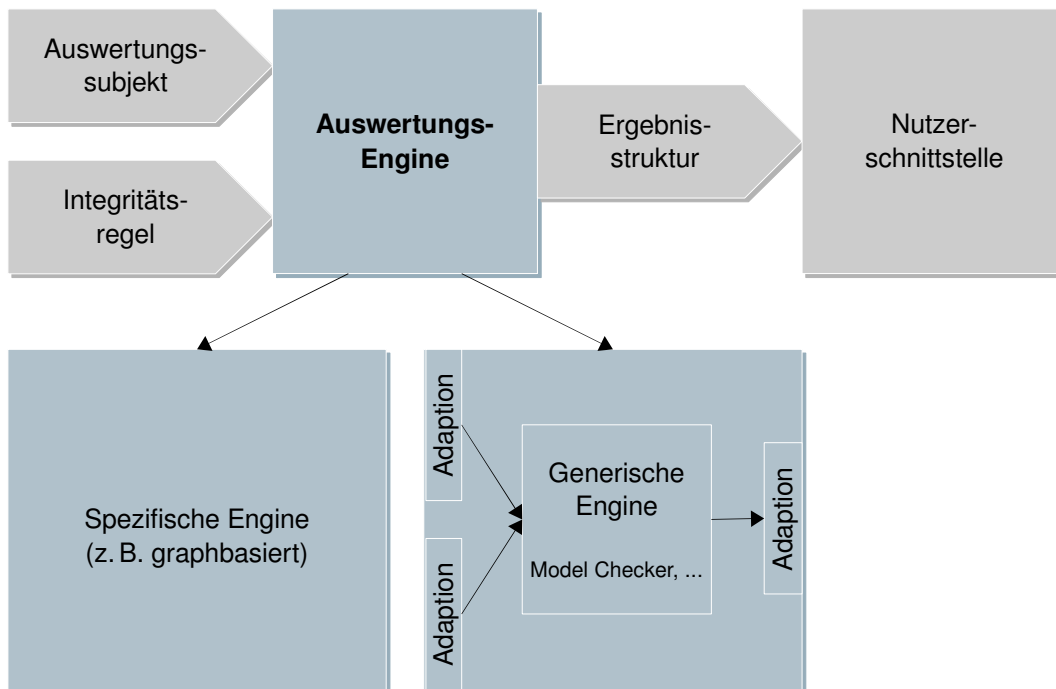 Auswertungs-
subjekt
Integritäts-
regel
Auswertungs-
Engine
Ergebnis-
struktur
Nutzer-
schnittstelle
Spezifische Engine
(z. B. graphbasiert)
Adaption
Adaption
Generische
Engine
Model Checker, ...
Adaption